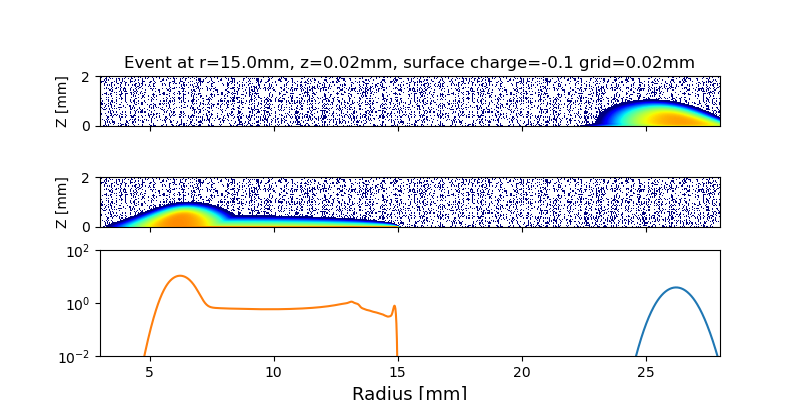 Event at r=15.0mm, z=0.02mm, surface charge=-0.1 grid=0.02mm
2
Z [mm]
0
2
Z [mm]
0
10²
10⁰
10⁻²
5 10 15 20 25
Radius [mm]